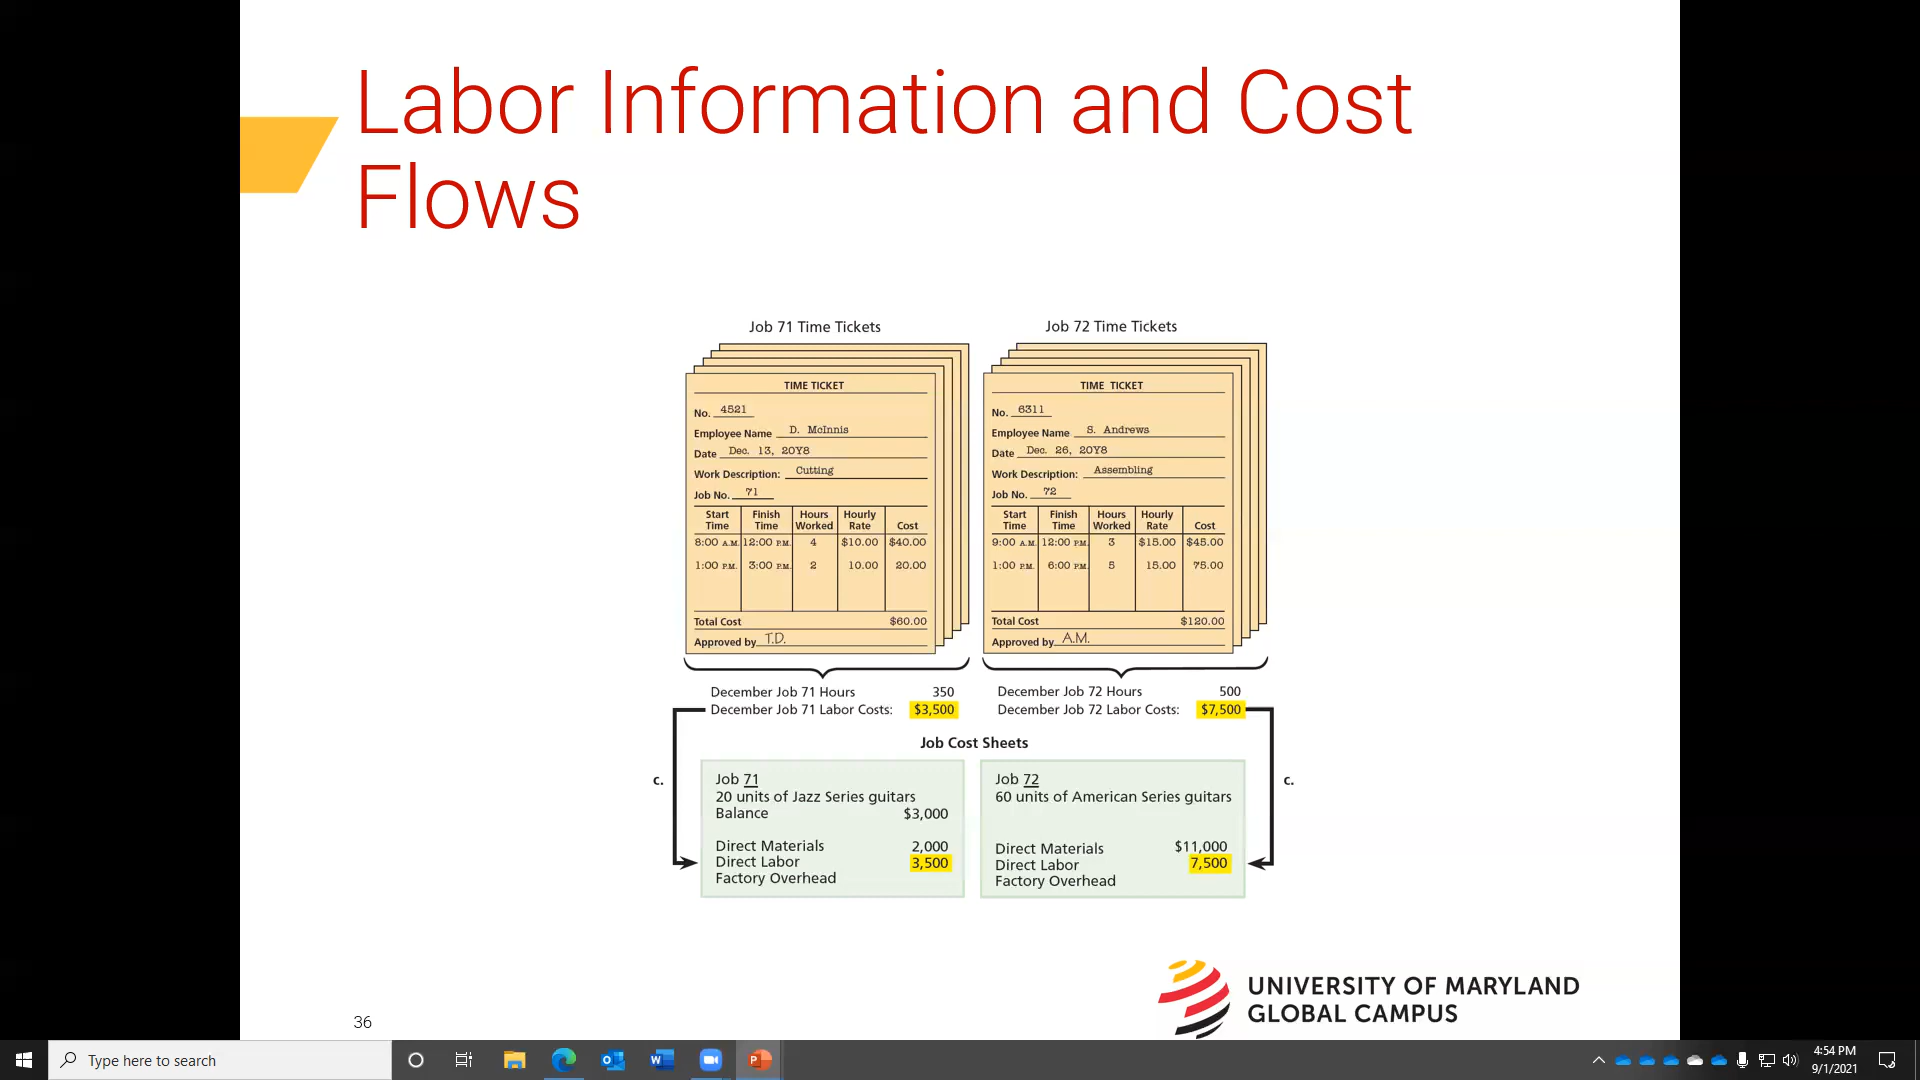 Labor Information and Cost
Flows
Job 71 Time Tickets
TIME TICKET
No. 4521
Employee Name D. McInnis
Date Dec. 13, 20Y8
Work Description: Cutting
Job No. 71
Start Time Finish Time Hours Worked Hourly Rate Cost
8:00 A.M. 12:00 P.M. 4 $10.00 $40.00
1:00 P.M. 3:00 P.M. 2 10.00 20.00
Total Cost $60.00
Approved by T.D.
Job 72 Time Tickets
TIME TICKET
No. 6311
Employee Name S. Andrews
Date Dec. 26, 20Y8
Work Description: Assembling
Job No. 72
Start Time Finish Time Hours Worked Hourly Rate Cost
9:00 A.M. 12:00 P.M. 3 $15.00 $45.00
1:00 P.M. 6:00 P.M. 5 15.00 75.00
Total Cost $120.00
Approved by A.M.
December Job 71 Hours 350
December Job 71 Labor Costs: $3,500
December Job 72 Hours 500
December Job 72 Labor Costs: $7,500
Job Cost Sheets
c.
Job 71
20 units of Jazz Series guitars
Balance $3,000
Direct Materials 2,000
Direct Labor 3,500
Factory Overhead
Job 72
60 units of American Series guitars
Direct Materials $11,000
Direct Labor 7,500
Factory Overhead
c.
UNIVERSITY OF MARYLAND
GLOBAL CAMPUS
36
Type here to search
4:54 PM
9/1/2021